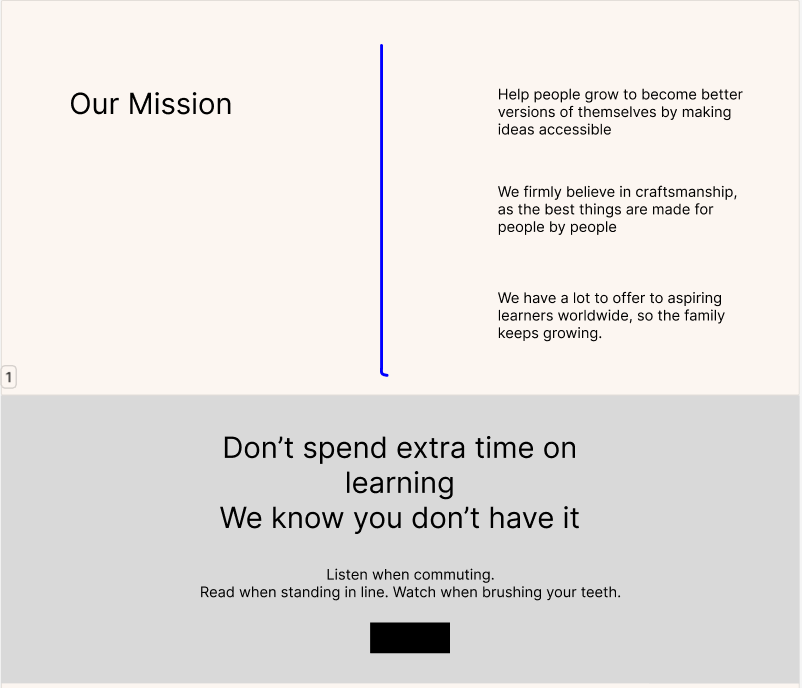 Our Mission
Help people grow to become better
versions of themselves by making
ideas accessible
We firmly believe in craftsmanship,
as the best things are made for
people by people
We have a lot to offer to aspiring
learners worldwide, so the family
keeps growing.
1
Don’t spend extra time on
learning
We know you don’t have it
Listen when commuting.
Read when standing in line. Watch when brushing your teeth.